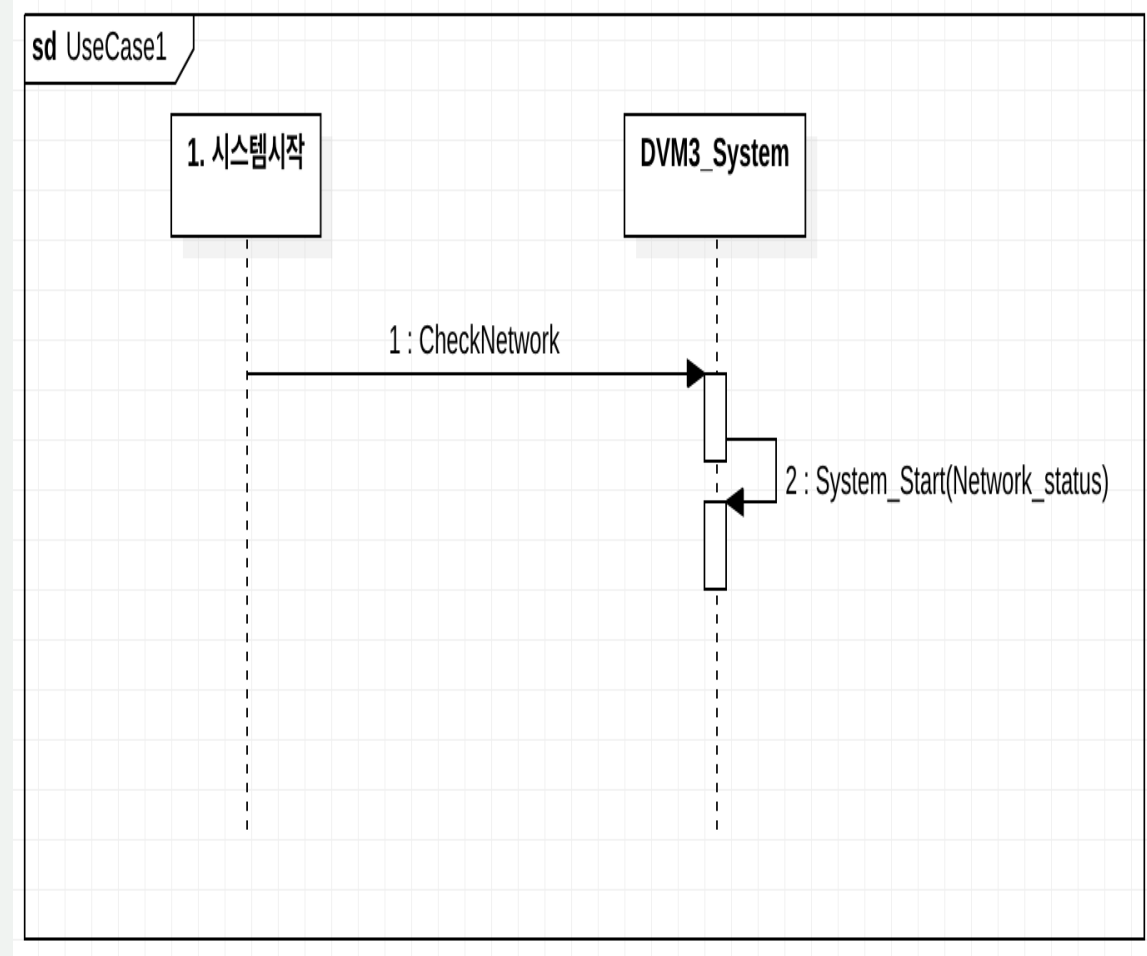 sd UseCase1
1. 시스템시작
DVM3_System
1 : CheckNetwork
2 : System_Start(Network_status)